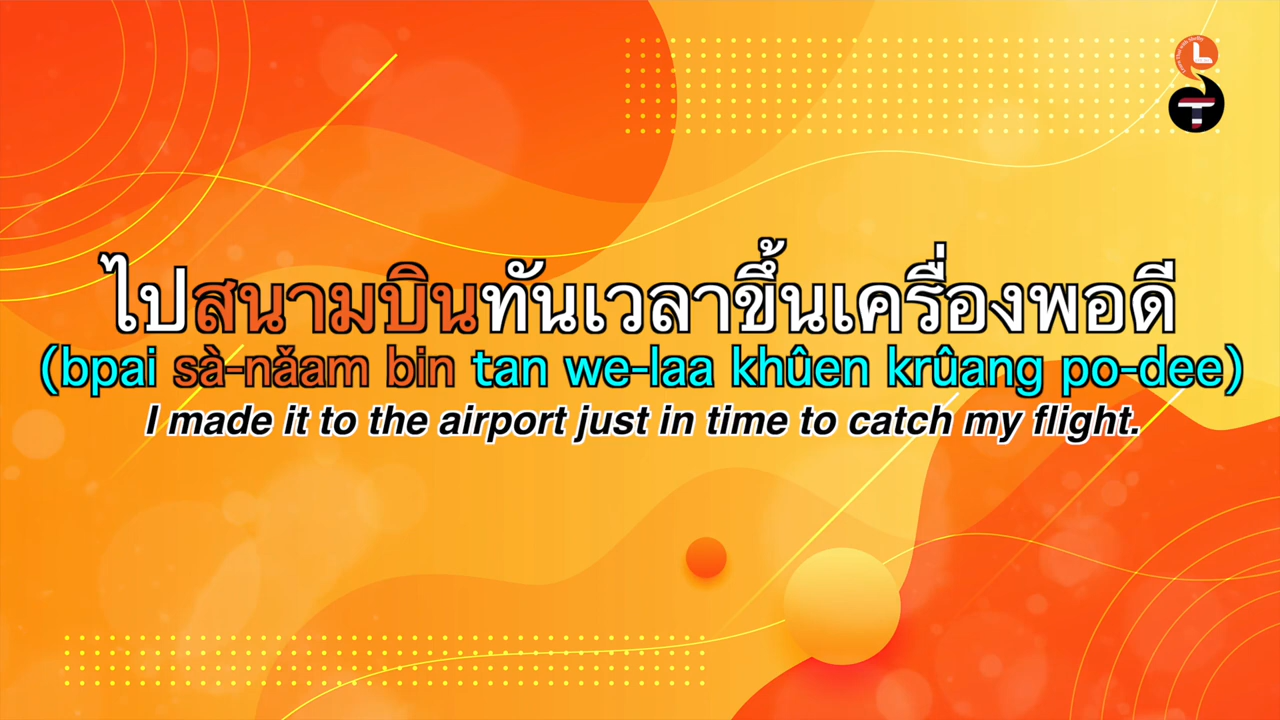 ไปสนามบินทันเวลาขึ้นเครื่องพอดี
(bpai sà-nǎam bin tan we-laa khûen krûang po-dee)
I made it to the airport just in time to catch my flight.